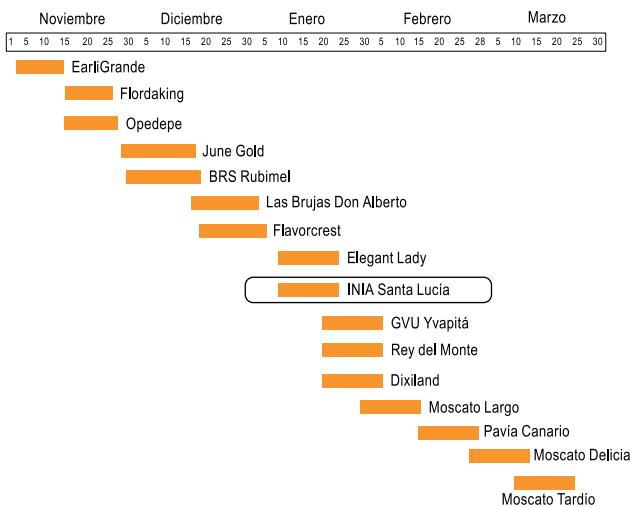 Noviembre Diciembre Enero Febrero Marzo
1 5 10 15 20 25 30 5 10 15 20 25 30 5 10 15 20 25 30 5 10 15 20 25 28 5 10 15 20 25 30
EarliGrande
Flordaking
Opedepe
June Gold
BRS Rubimel
Las Brujas Don Alberto
Flavorcrest
Elegant Lady
INIA Santa Lucía
GVU Yvapitá
Rey del Monte
Dixiland
Moscato Largo
Pavía Canario
Moscato Delicia
Moscato Tardío